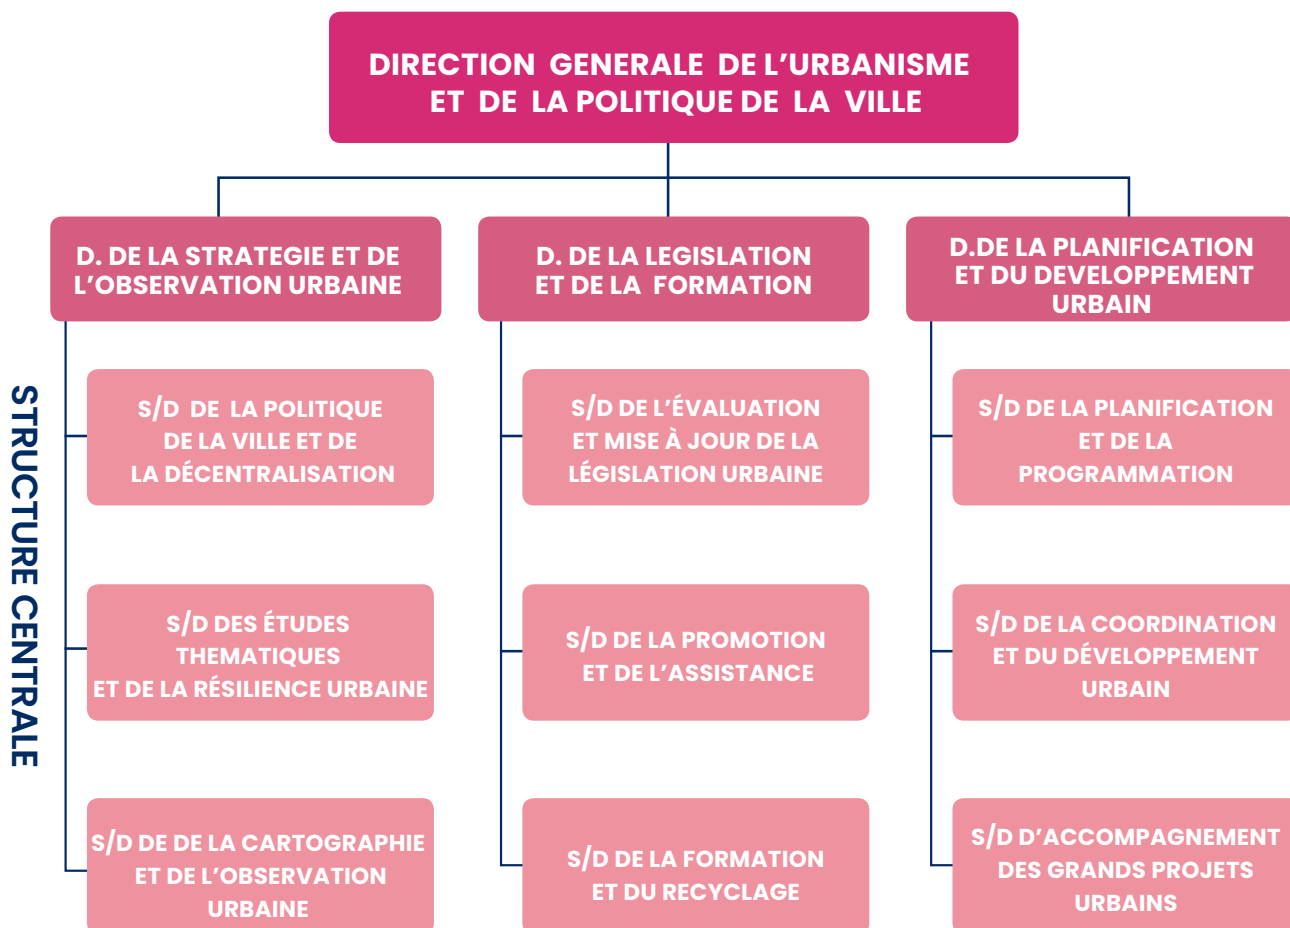 DIRECTION GENERALE DE L'URBANISME
ET DE LA POLITIQUE DE LA VILLE
STRUCTURE CENTRALE
D. DE LA STRATEGIE ET DE
L'OBSERVATION URBAINE
S/D DE LA POLITIQUE
DE LA VILLE ET DE
LA DÉCENTRALISATION
S/D DES ÉTUDES
THEMATIQUES
ET DE LA RÉSILIENCE URBAINE
S/D DE DE LA CARTOGRAPHIE
ET DE L'OBSERVATION
URBAINE
D. DE LA LEGISLATION
ET DE LA FORMATION
S/D DE L'ÉVALUATION
ET MISE À JOUR DE LA
LÉGISLATION URBAINE
S/D DE LA PROMOTION
ET DE L'ASSISTANCE
S/D DE LA FORMATION
ET DU RECYCLAGE
D.DE LA PLANIFICATION
ET DU DEVELOPPEMENT
URBAIN
S/D DE LA PLANIFICATION
ET DE LA
PROGRAMMATION
S/D DE LA COORDINATION
ET DU DÉVELOPPEMENT
URBAIN
S/D D'ACCOMPAGNEMENT
DES GRANDS PROJETS
URBAINS